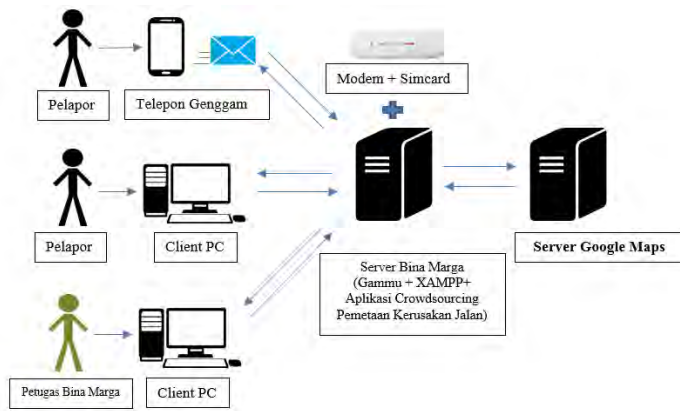 Modem + Simcard
Pelapor
Telepon Genggam
Pelapor
Client PC
Server Google Maps
Server Bina Marga
(Gammu + XAMPP+
Aplikasi Crowdsourcing
Pemetaan Kerusakan Jalan)
Petugas Bina Marga
Client PC